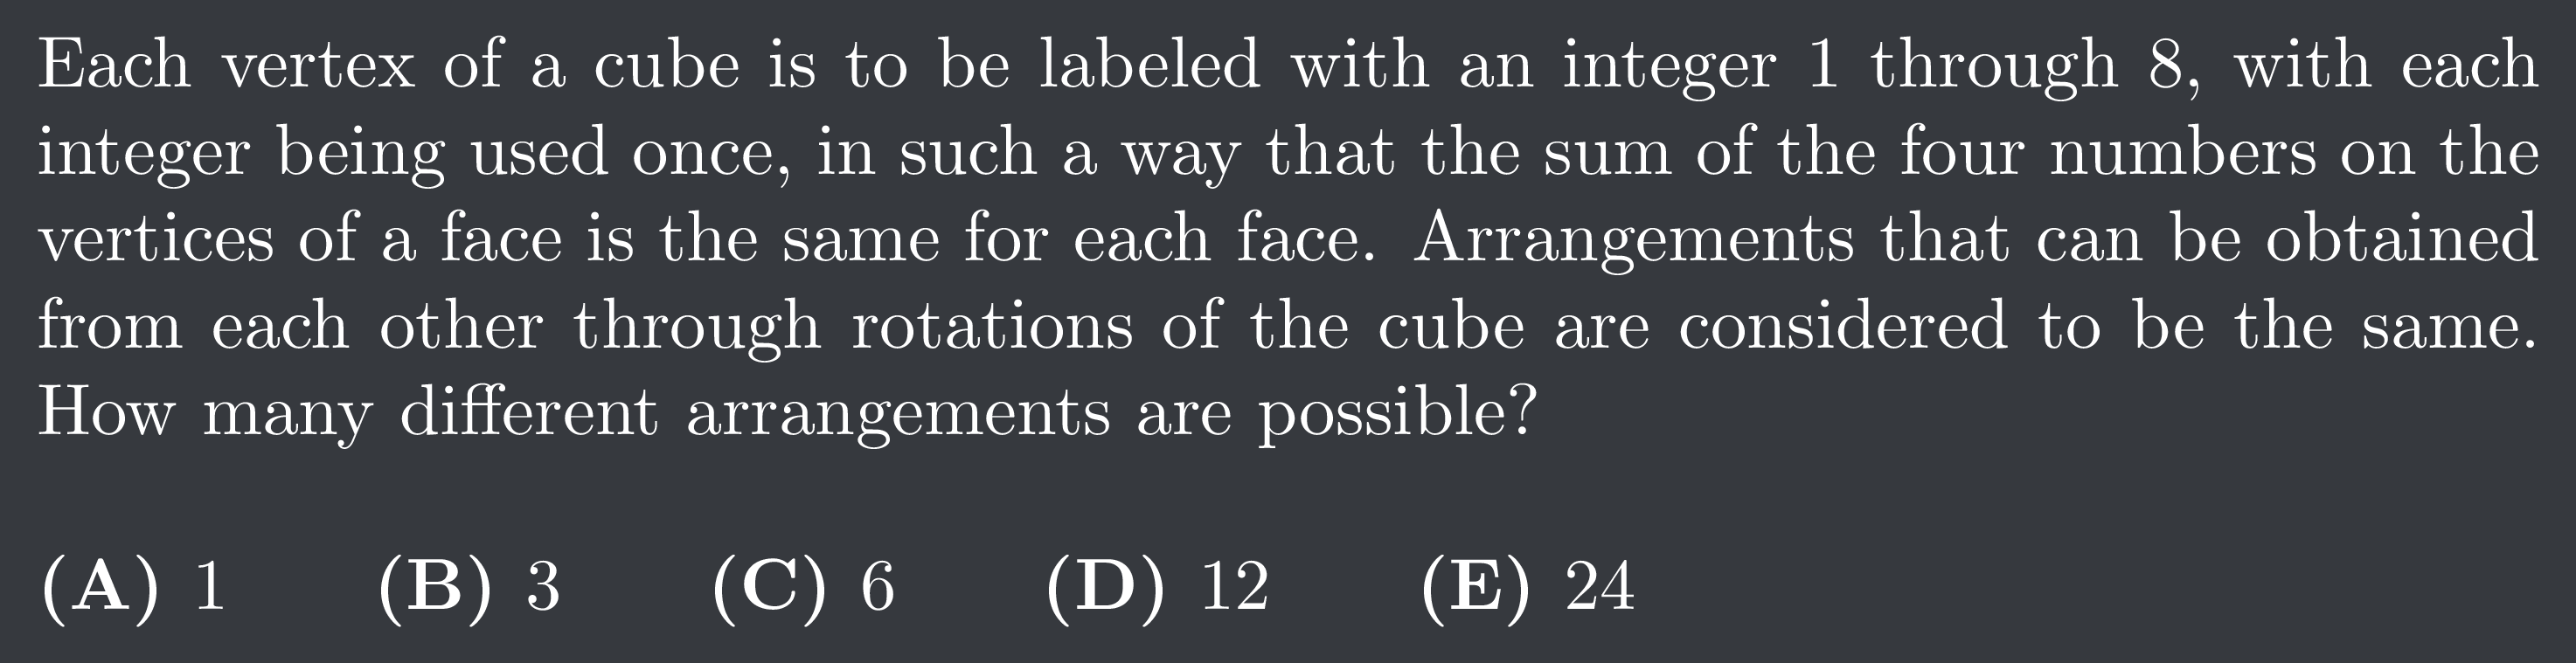 Each vertex of a cube is to be labeled with an integer 1 through 8, with each
integer being used once, in such a way that the sum of the four numbers on the
vertices of a face is the same for each face. Arrangements that can be obtained
from each other through rotations of the cube are considered to be the same.
How many different arrangements are possible?
(A) 1 (B) 3 (C) 6 (D) 12 (E) 24